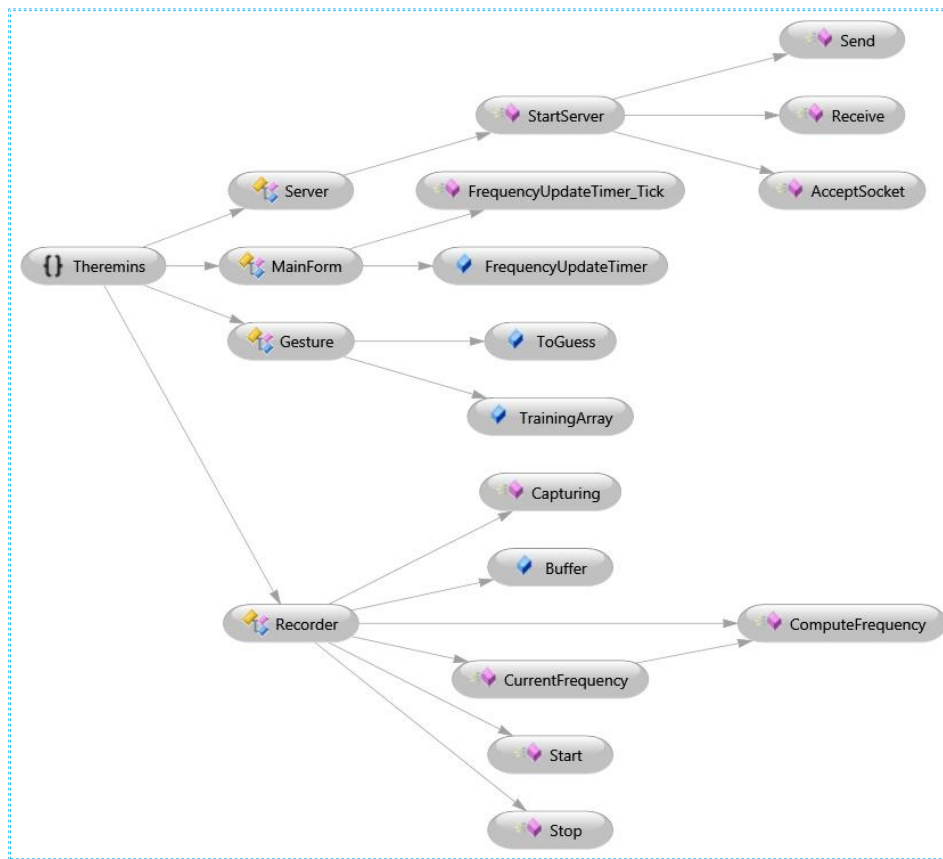 Send
StartServer
Receive
Server
FrequencyUpdateTimer_Tick
AcceptSocket
{} Theremins
MainForm
FrequencyUpdateTimer
Gesture
ToGuess
TrainingArray
Capturing
Buffer
Recorder
ComputeFrequency
CurrentFrequency
Start
Stop